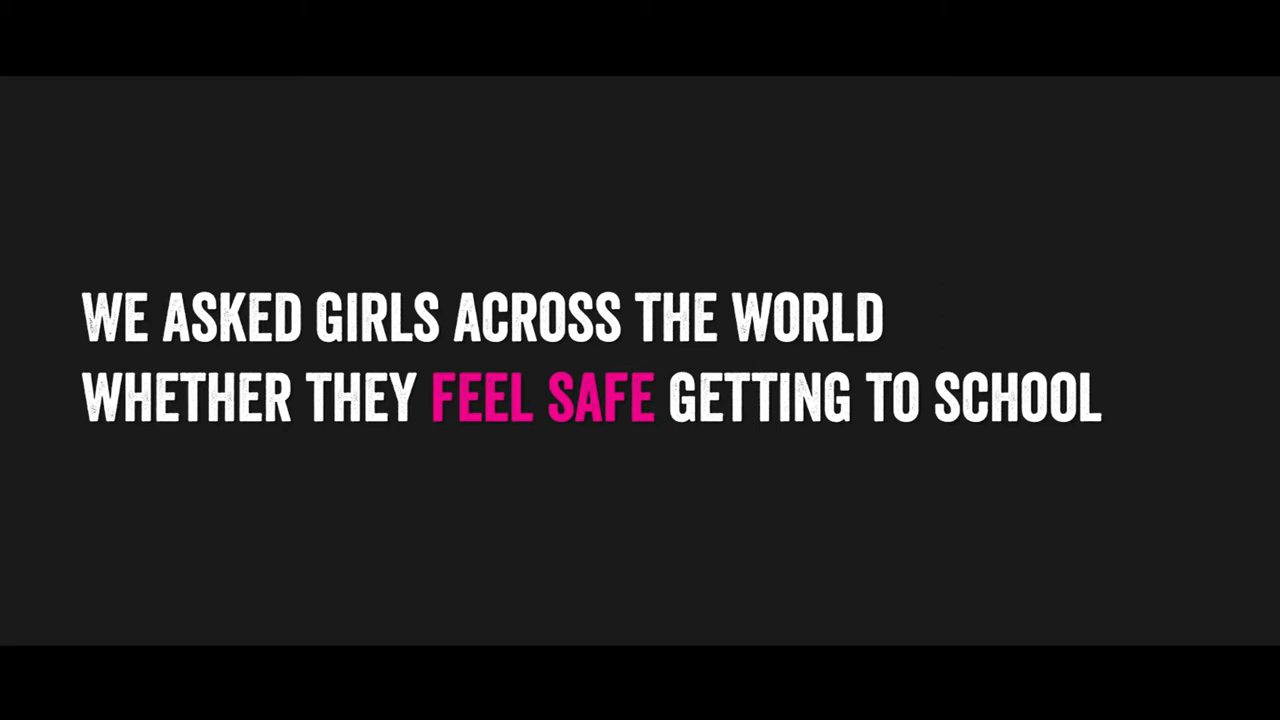 WE ASKED GIRLS ACROSS THE WORLD
WHETHER THEY FEEL SAFE GETTING TO SCHOOL